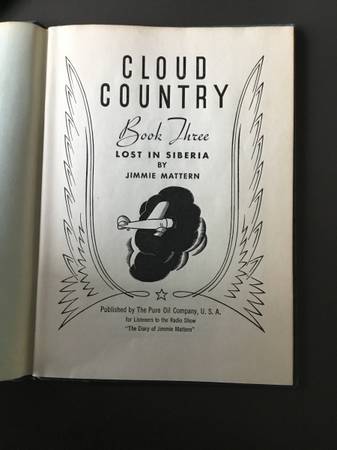 CLOUD
COUNTRY
Book Three
LOST IN SIBERIA
BY
JIMMIE MATTERN
Published by The Pure Oil Company, U. S. A.
for Listeners to the Radio Show
"The Diary of Jimmie Mattern"